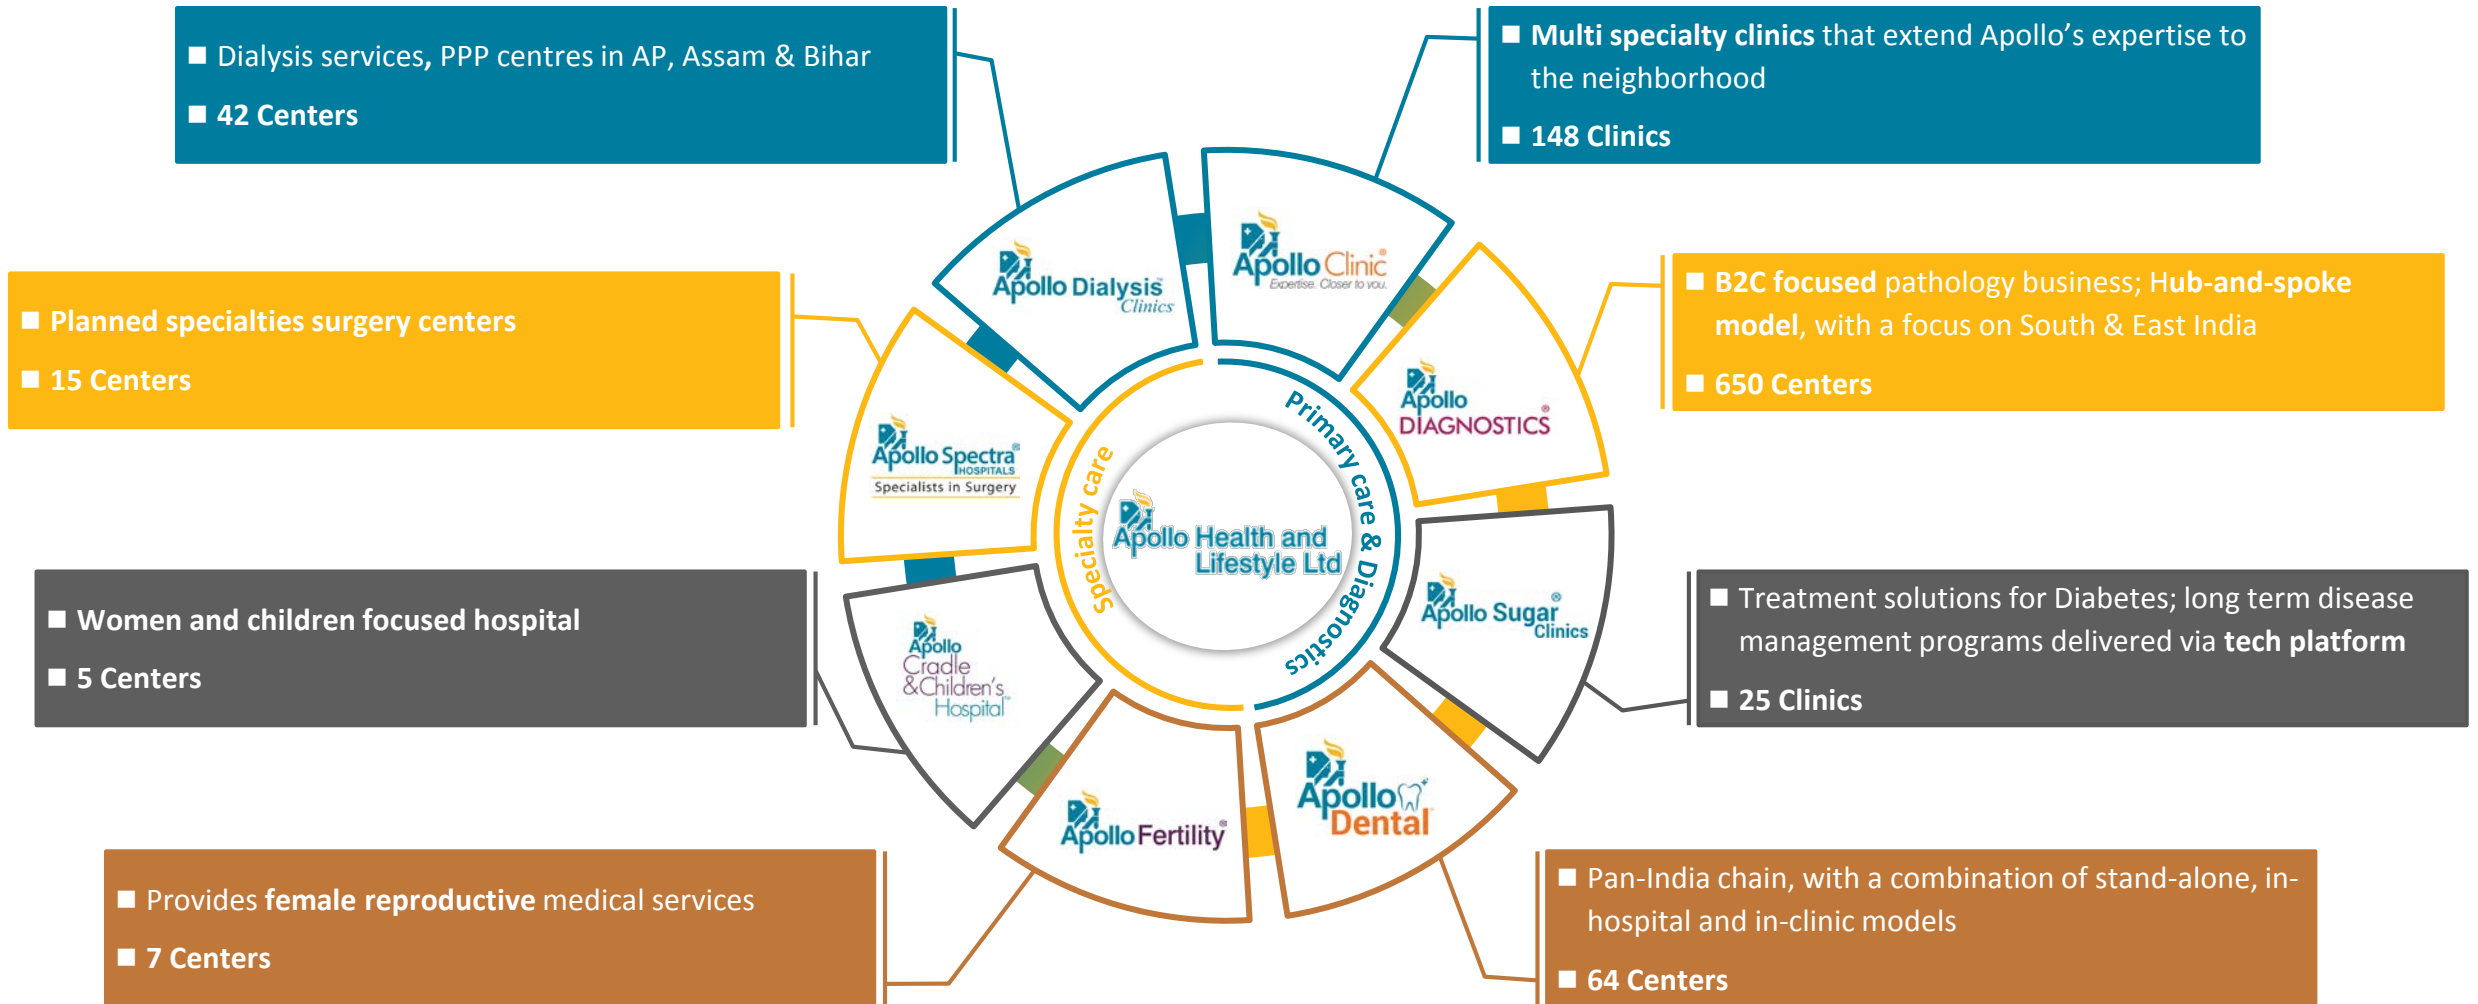 ■ Dialysis services, PPP centres in AP, Assam & Bihar
■ 42 Centers
■ Multi specialty clinics that extend Apollo’s expertise to
the neighborhood
■ 148 Clinics
■ Planned specialties surgery centers
■ 15 Centers
■ B2C focused pathology business; Hub-and-spoke
model, with a focus on South & East India
■ 650 Centers
■ Women and children focused hospital
■ 5 Centers
■ Treatment solutions for Diabetes; long term disease
management programs delivered via tech platform
■ 25 Clinics
■ Provides female reproductive medical services
■ 7 Centers
■ Pan-India chain, with a combination of stand-alone, in-
hospital and in-clinic models
■ 64 Centers
Apollo Dialysis
Clinics
Apollo Clinic®
Expertise. Closer to you.
Apollo
DIAGNOSTICS®
Apollo Spectra®
HOSPITALS
Specialists in Surgery
Apollo Sugar®
Clinics
Apollo
Cradle
&Children's
Hospital™
Apollo Fertility®
Apollo
Dental
Specialty care
Primary care & Diagnostics
Apollo Health and
Lifestyle Ltd